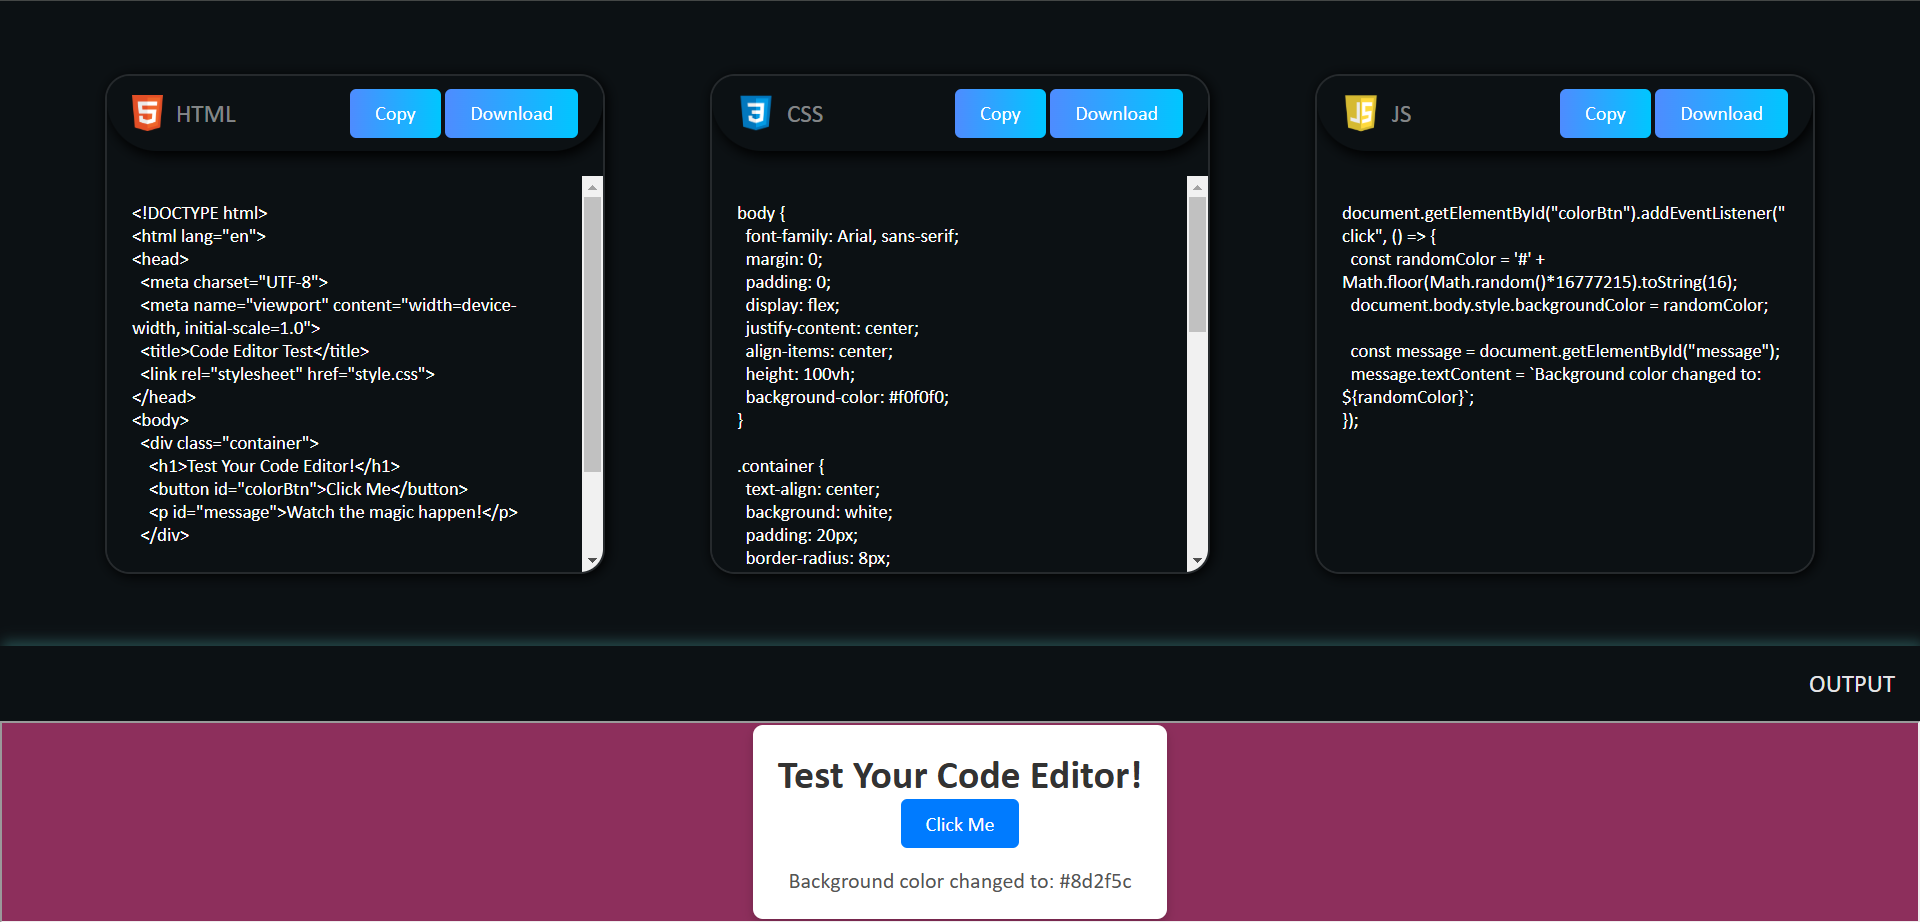 HTML
Copy
Download
<!DOCTYPE html>
<html lang="en">
<head>
  <meta charset="UTF-8">
  <meta name="viewport" content="width=device-
width, initial-scale=1.0">
  <title>Code Editor Test</title>
  <link rel="stylesheet" href="style.css">
</head>
<body>
  <div class="container">
    <h1>Test Your Code Editor!</h1>
    <button id="colorBtn">Click Me</button>
    <p id="message">Watch the magic happen!</p>
  </div>
CSS
Copy
Download
body {
  font-family: Arial, sans-serif;
  margin: 0;
  padding: 0;
  display: flex;
  justify-content: center;
  align-items: center;
  height: 100vh;
  background-color: #f0f0f0;
}
.container {
  text-align: center;
  background: white;
  padding: 20px;
  border-radius: 8px;
JS
JS
Copy
Download
document.getElementById("colorBtn").addEventListener("
click", () => {
  const randomColor = '#' +
Math.floor(Math.random()*16777215).toString(16);
  document.body.style.backgroundColor = randomColor;
  const message = document.getElementById("message");
  message.textContent = `Background color changed to:
${randomColor}`;
});
OUTPUT
Test Your Code Editor!
Click Me
Background color changed to: #8d2f5c